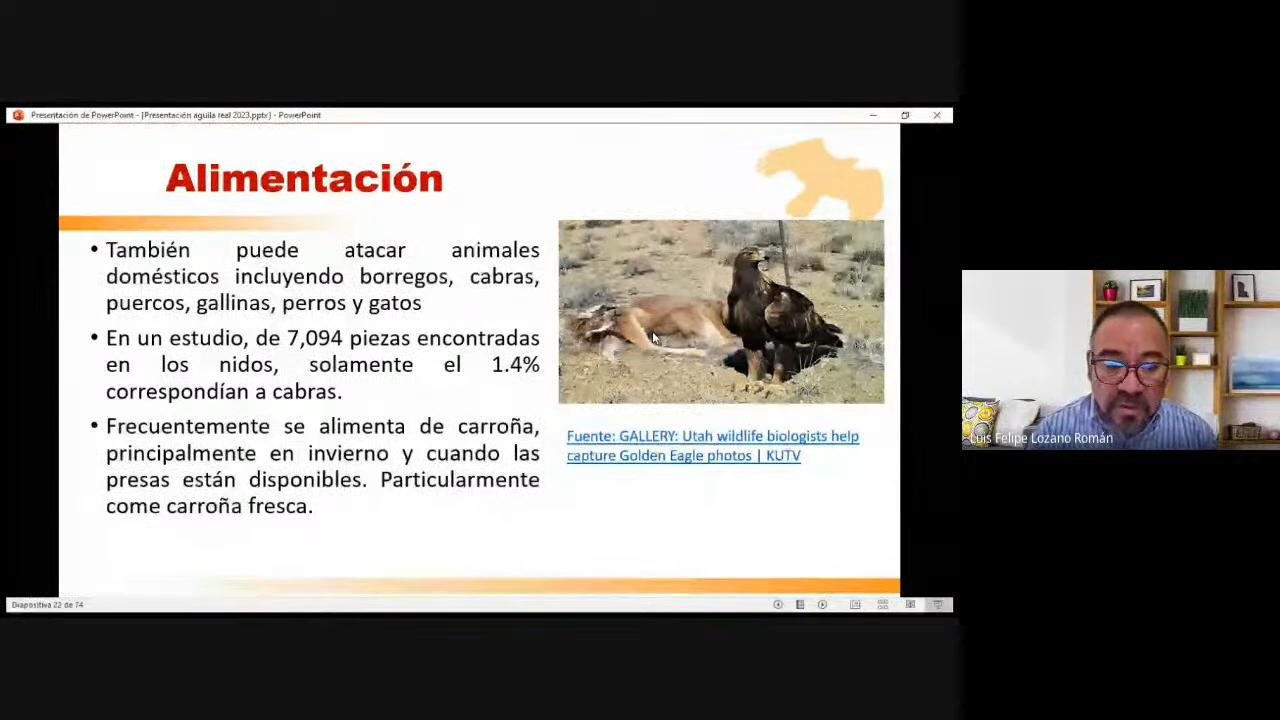 Presentación de PowerPoint - [Presentación aguila real 2023.pptx] - PowerPoint
Alimentación
• También puede atacar animales
domésticos incluyendo borregos, cabras,
puercos, gallinas, perros y gatos
• En un estudio, de 7,094 piezas encontradas
en los nidos, solamente el 1.4%
correspondían a cabras.
• Frecuentemente se alimenta de carroña,
principalmente en invierno y cuando las
presas están disponibles. Particularmente
come carroña fresca.
Fuente: GALLERY: Utah wildlife biologists help
capture Golden Eagle photos | KUTV
Luis Felipe Lozano Román
Diapositiva 22 de 74